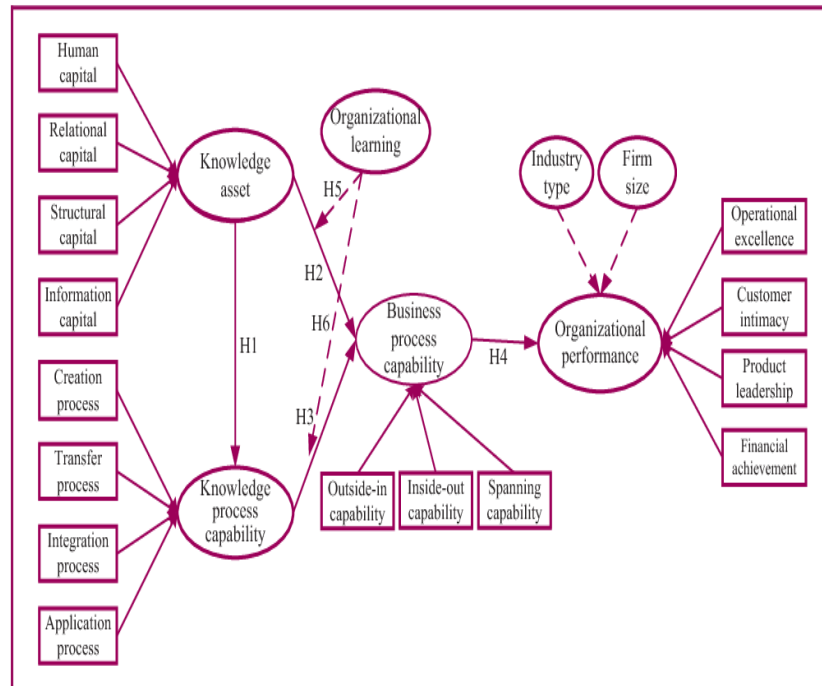 Human
capital
Relational
capital
Structural
capital
Information
capital
Creation
process
Transfer
process
Integration
process
Application
process
Knowledge
asset
H1
Knowledge
process
capability
Organizational
learning
H5
H2
H6
H3
Business
process
capability
Outside-in
capability
Inside-out
capability
Spanning
capability
H4
Industry
type
Firm
size
Organizational
performance
Operational
excellence
Customer
intimacy
Product
leadership
Financial
achievement